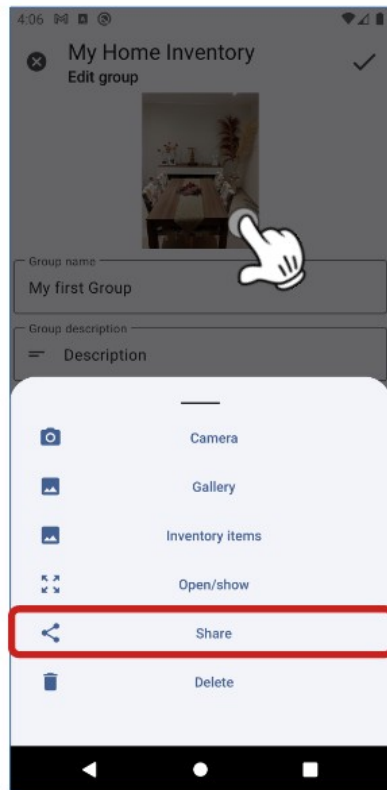 4:06
My Home Inventory
Edit group
Group name
My first Group
Group description
Description
Camera
Gallery
Inventory items
Open/show
Share
Delete